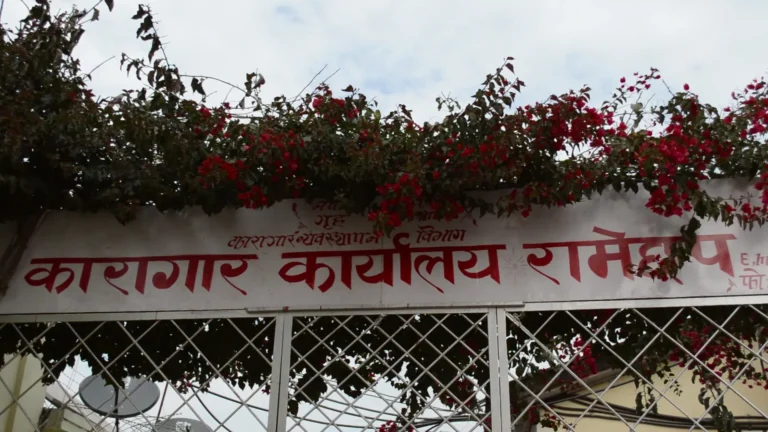 गृह
कारागार व्यवस्थापन विभाग
कारागार कार्यालय रामेछाप
फो